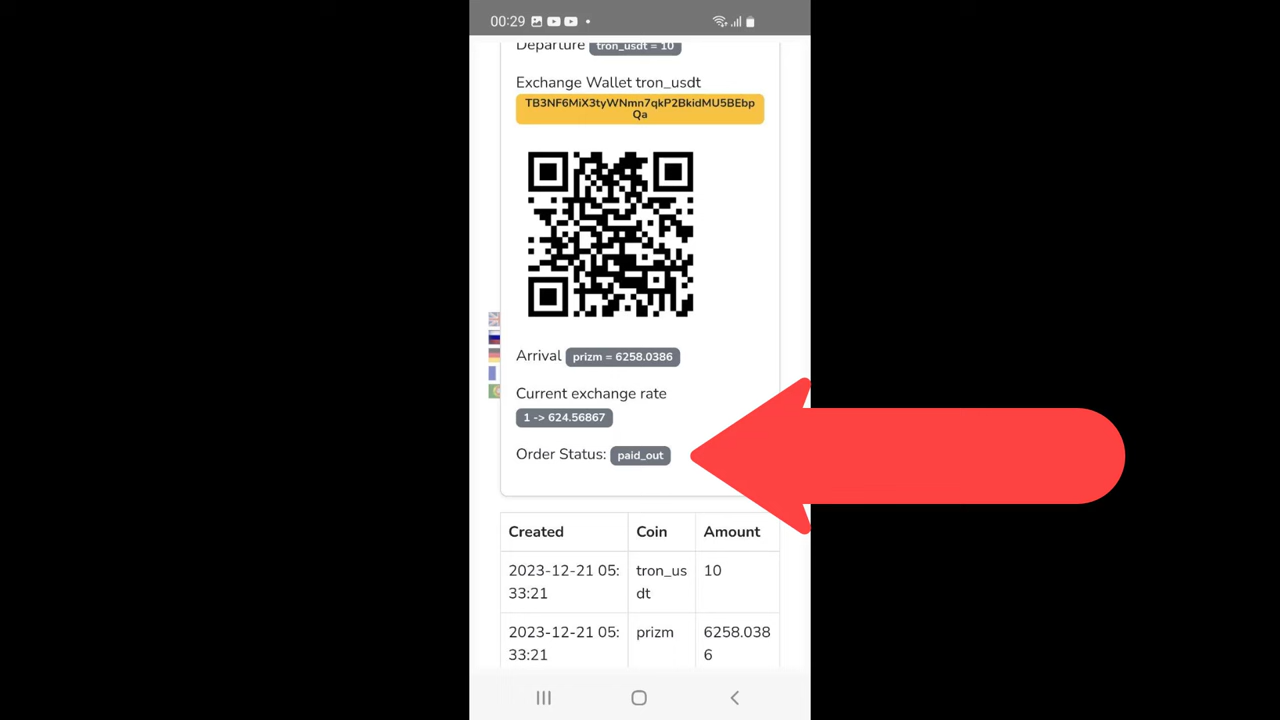 00:29
Departure tron_usdt = 10
Exchange Wallet tron_usdt
TB3NF6MiX3tyWNmn7qkP2BkidMU5BEbp
Qa
Arrival prizm = 6258.0386
Current exchange rate
1 -> 624.56867
Order Status: paid_out
Created Coin Amount
2023-12-21 05: tron_us 10
33:21 dt
2023-12-21 05: prizm 6258.038
33:21 6